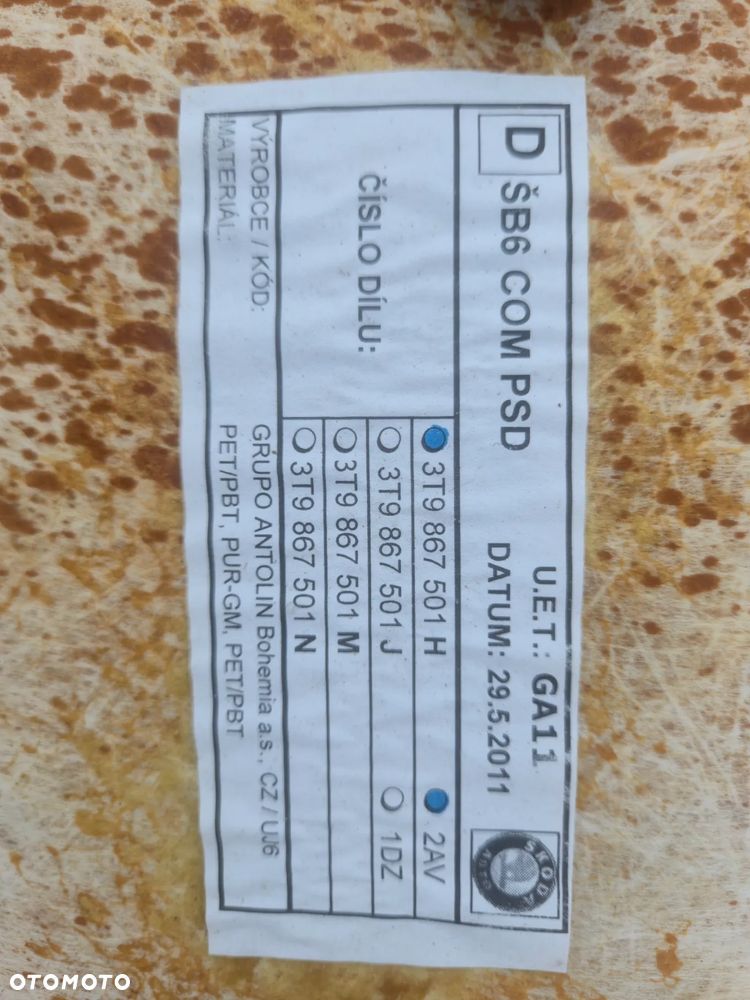 D ŠB6 COM PSD
U.E.T.: GA11
DATUM: 29.5.2011
ŠKODA
AUTO
ČÍSLO DÍLU:
3T9 867 501 H 2AV
3T9 867 501 J 1DZ
3T9 867 501 M
3T9 867 501 N
VÝROBCE / KÓD: GRUPO ANTOLIN Bohemia a.s., CZ / UJ6
MATERIÁL: PET/PBT, PUR-GM, PET/PBT
OTOMOTO